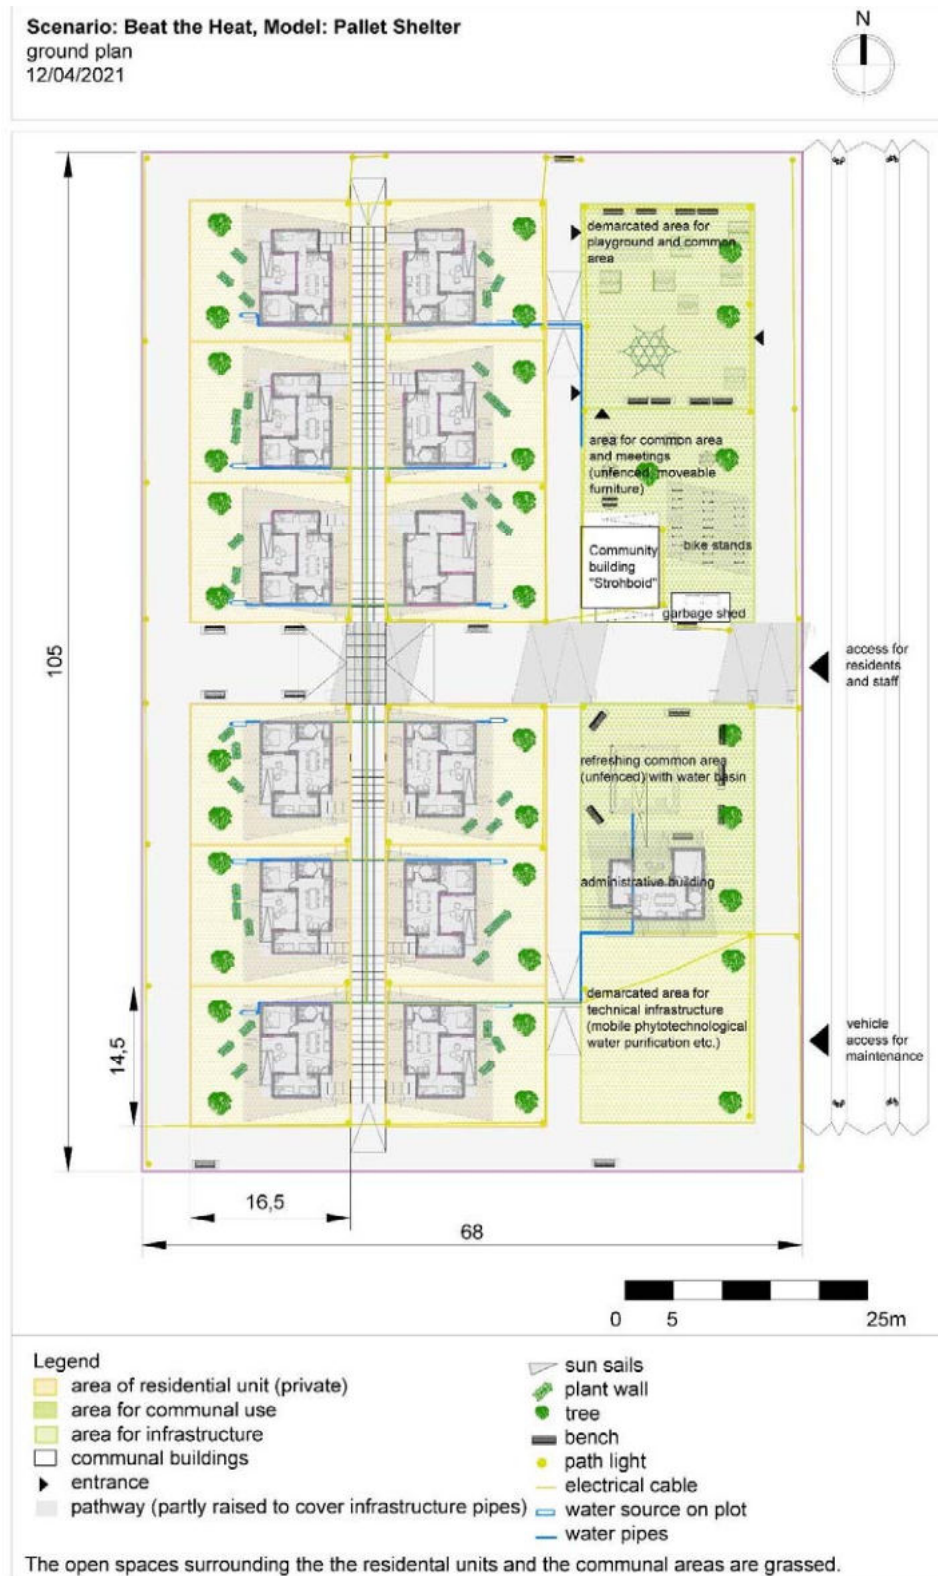 Scenario: Beat the Heat, Model: Pallet Shelter
ground plan
12/04/2021
N
demarcated area for
playground and common
area
area for common area
and meetings
(unfenced, moveable
furniture)
bike stands
Community
building
"Strohboid"
garbage shed
105
access for
residents
and staff
refreshing common area
(unfenced) with water basin
administrative building
demarcated area for
technical infrastructure
(mobile phytotechnological
water purification etc.)
vehicle
access for
maintenance
14,5
16,5
68
0 5 25m
Legend
area of residential unit (private)
area for communal use
area for infrastructure
communal buildings
entrance
pathway (partly raised to cover infrastructure pipes)
sun sails
plant wall
tree
bench
path light
electrical cable
water source on plot
water pipes
The open spaces surrounding the the residental units and the communal areas are grassed.